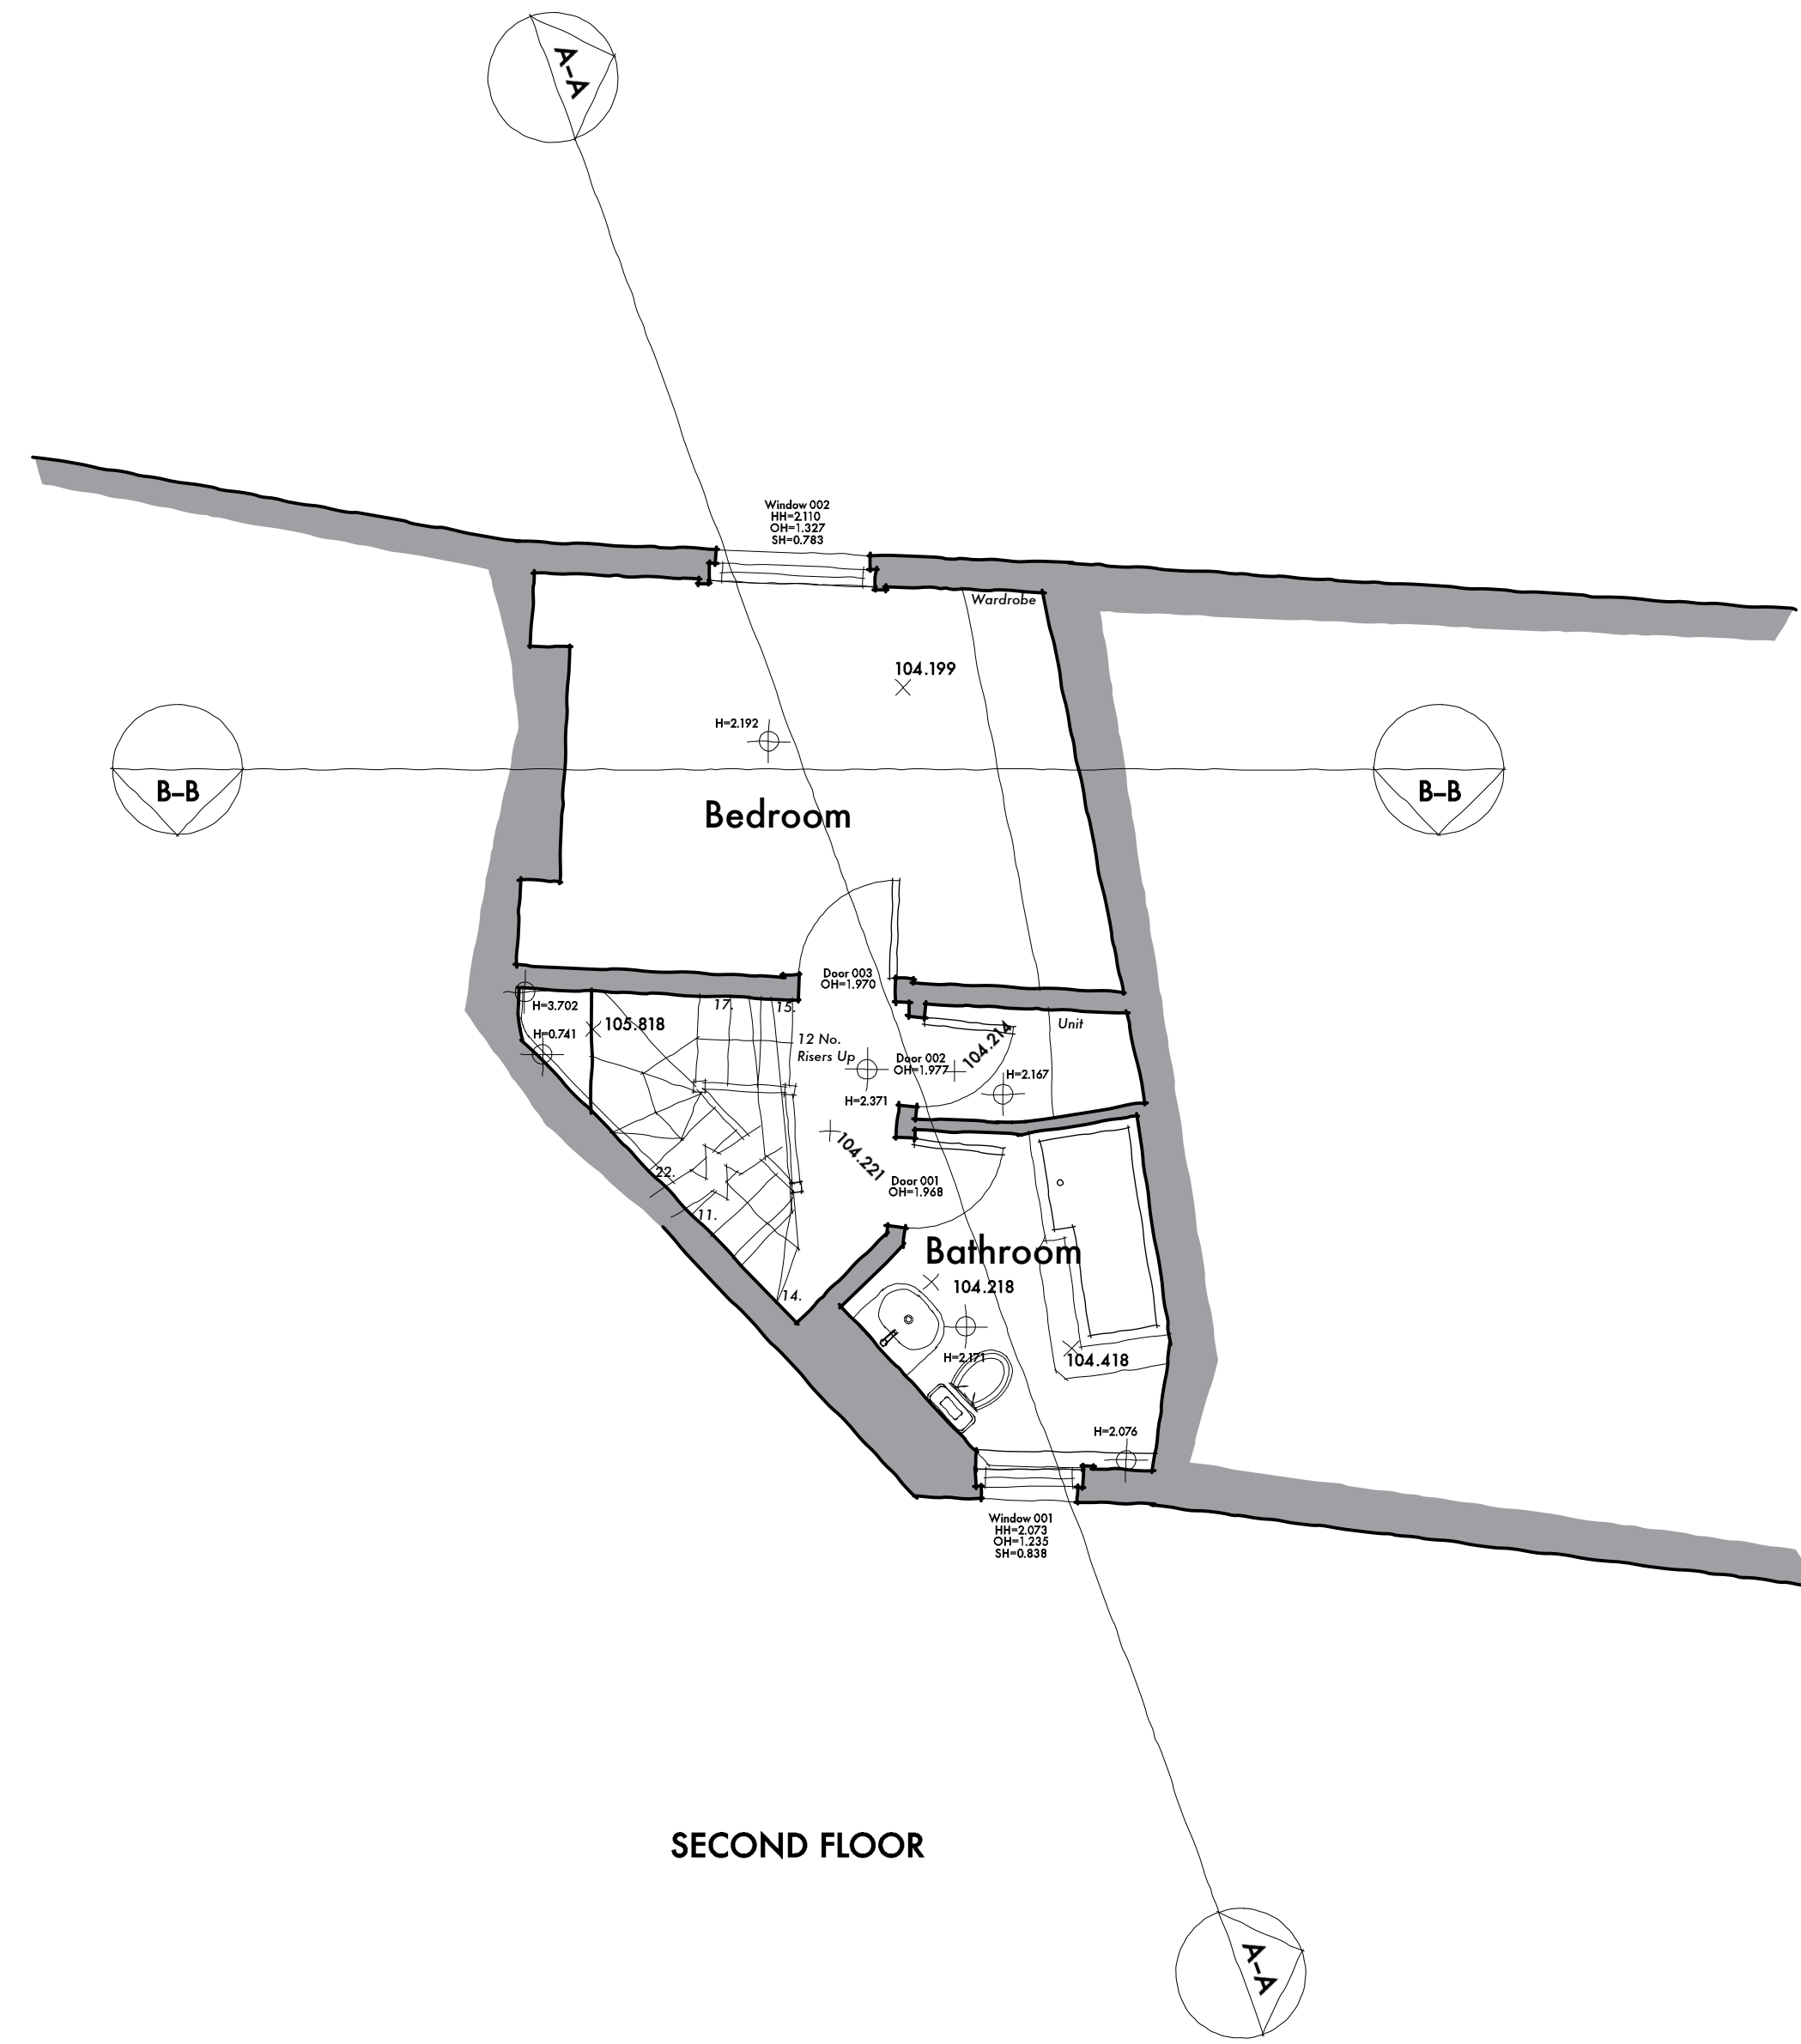 A–A
Window 002
HH=2.110
OH=1.327
SH=0.783
Wardrobe
104.199
H=2.192
B–B
B–B
Bedroom
Door 003
OH=1.970
H=3.702
17.
15.
105.818
H=0.741
12 No.
Risers Up
Unit
104.214
Door 002
OH=1.977
H=2.167
H=2.371
104.221
22.
Door 001
OH=1.968
11.
Bathroom
104.218
14.
H=2.171
104.418
H=2.076
Window 001
HH=2.073
OH=1.235
SH=0.838
SECOND FLOOR
A–A